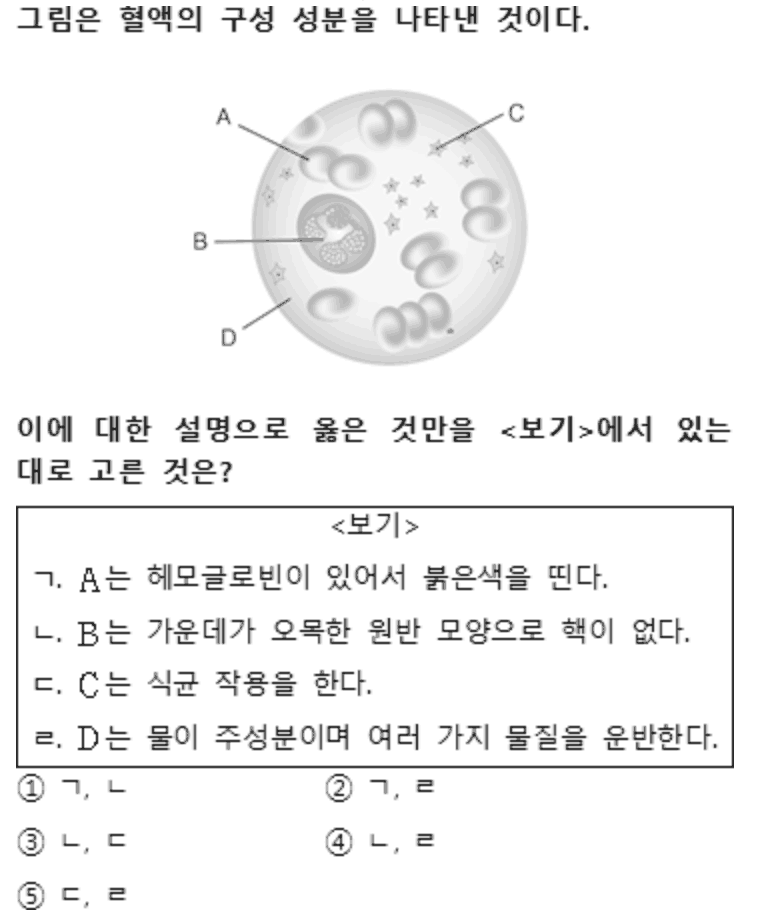 그림은 혈액의 구성 성분을 나타낸 것이다.
A
C
B
D
이에 대한 설명으로 옳은 것만을 <보기>에서 있는
대로 고른 것은?
<보기>
ㄱ. A는 헤모글로빈이 있어서 붉은색을 띤다.
ㄴ. B는 가운데가 오목한 원반 모양으로 핵이 없다.
ㄷ. C는 식균 작용을 한다.
ㄹ. D는 물이 주성분이며 여러 가지 물질을 운반한다.
① ㄱ, ㄴ ② ㄱ, ㄹ
③ ㄴ, ㄷ ④ ㄴ, ㄹ
⑤ ㄷ, ㄹ